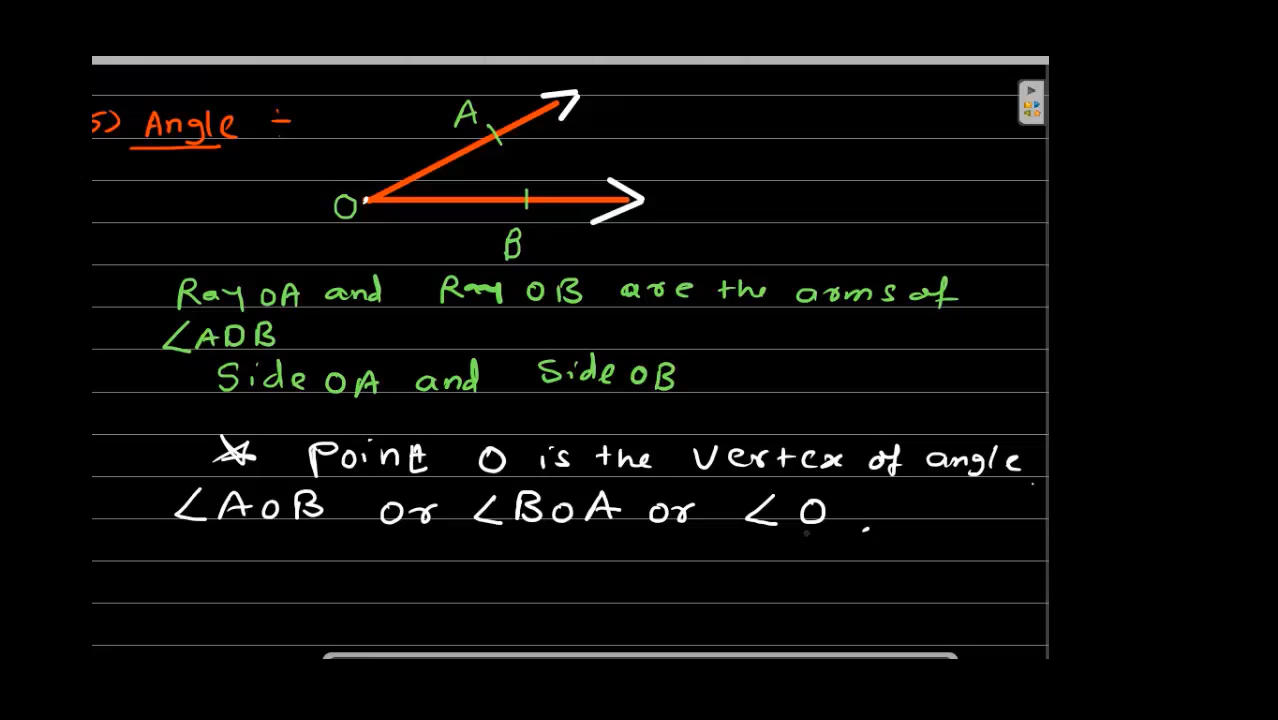 5) Angle :-
A
O
B
Ray OA and Ray OB are the arms of
∠AOB
Side OA and Side OB
* Point O is the Vertex of angle
∠AOB or ∠BOA or ∠O.